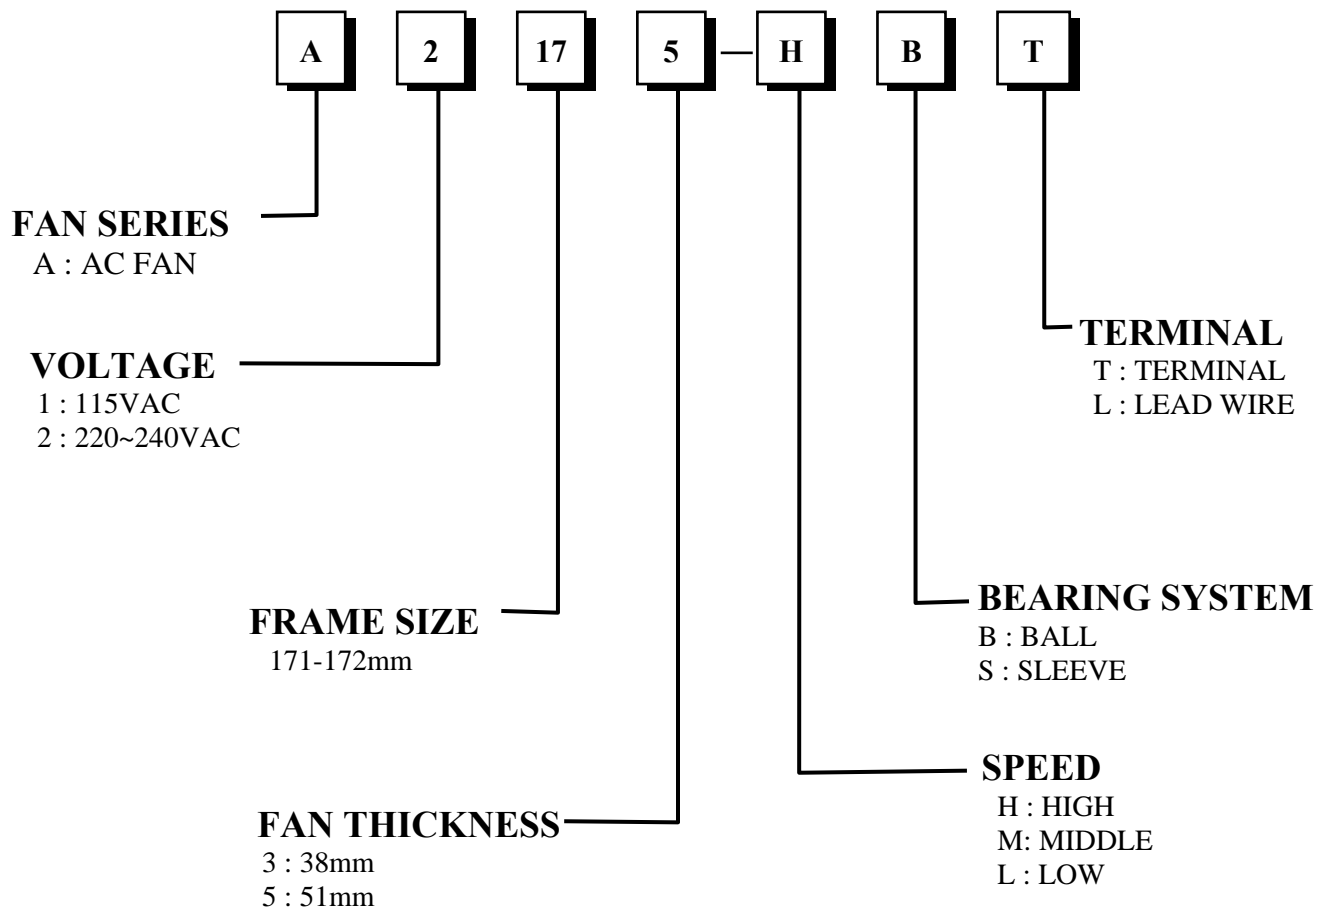 A 2 17 5 — H B T
FAN SERIES
A : AC FAN
VOLTAGE
1 : 115VAC
2 : 220~240VAC
FRAME SIZE
171-172mm
FAN THICKNESS
3 : 38mm
5 : 51mm
TERMINAL
T : TERMINAL
L : LEAD WIRE
BEARING SYSTEM
B : BALL
S : SLEEVE
SPEED
H : HIGH
M: MIDDLE
L : LOW